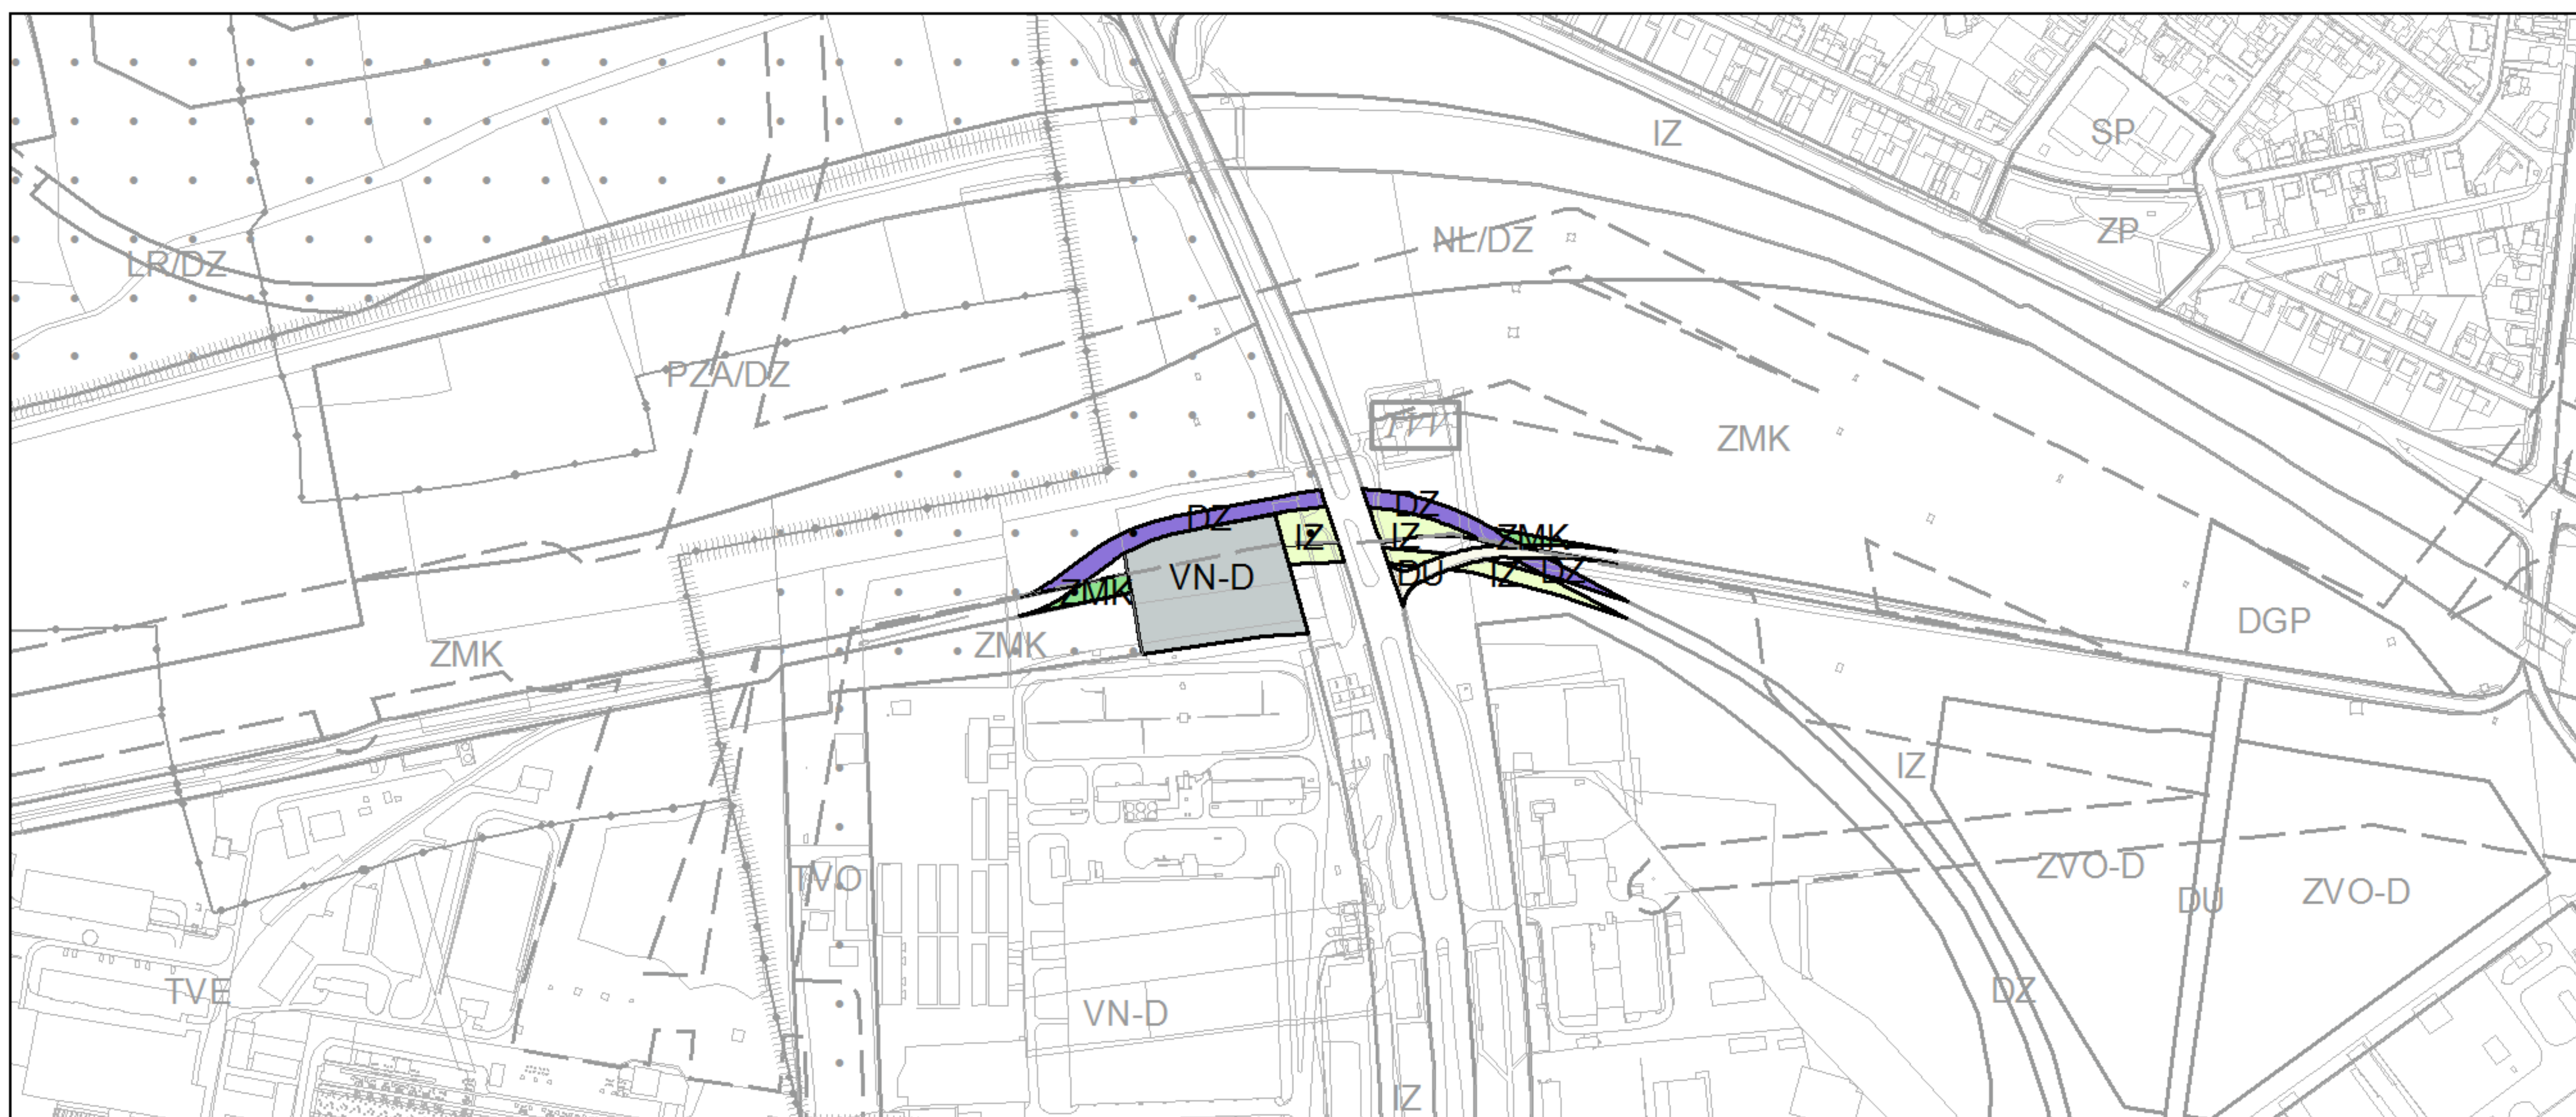 IZ
SP
ZP
NL/DZ
LR/DZ
PZA/DZ
ZMK
DZ
DZ
IZ
IZ
ZMK
VN-D
DU
IZ
DZ
ZMK
ZMK
ZMK
DGP
IZ
TVO
ZVO-D
DU
ZVO-D
TVE
VN-D
DZ
IZ